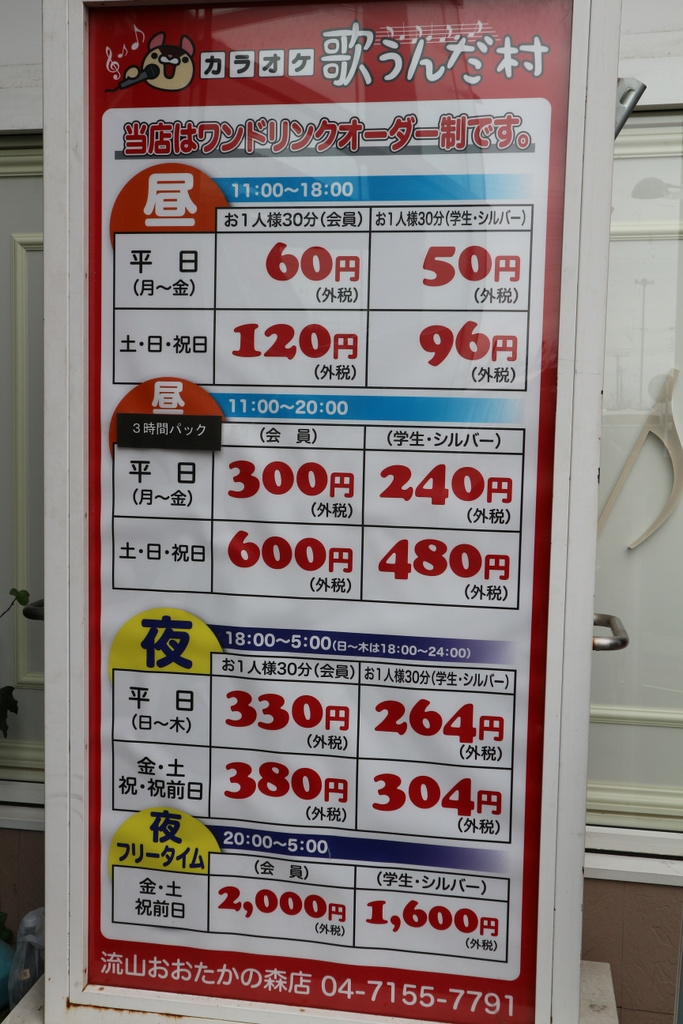 カラオケ 歌うんだ村
当店はワンドリンクオーダー制です。
昼 11:00〜18:00
お1人様30分(会員) お1人様30分(学生・シルバー)
平日 (月〜金) 60円 (外税) 50円 (外税)
土・日・祝日 120円 (外税) 96円 (外税)
昼 11:00〜20:00
3時間パック (会員) (学生・シルバー)
平日 (月〜金) 300円 (外税) 240円 (外税)
土・日・祝日 600円 (外税) 480円 (外税)
夜 18:00〜5:00(日〜木は18:00〜24:00)
お1人様30分(会員) お1人様30分(学生・シルバー)
平日 (日〜木) 330円 (外税) 264円 (外税)
金・土 祝・祝前日 380円 (外税) 304円 (外税)
夜 フリータイム 20:00〜5:00
(会員) (学生・シルバー)
金・土 祝前日 2,000円 (外税) 1,600円 (外税)
流山おおたかの森店 04-7155-7791